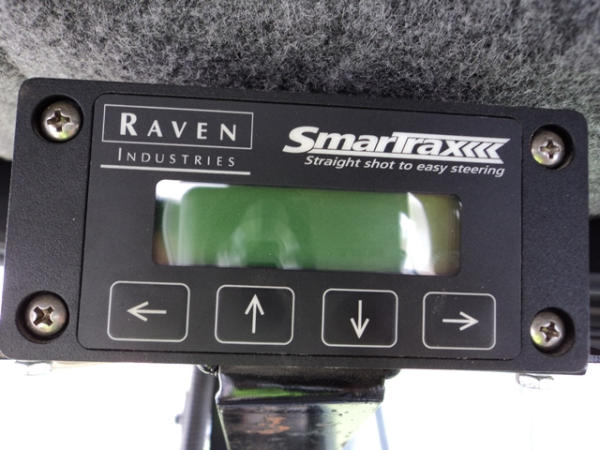 RAVEN
INDUSTRIES
SmarTrax
Straight shot to easy steering
← ↑ ↓ →